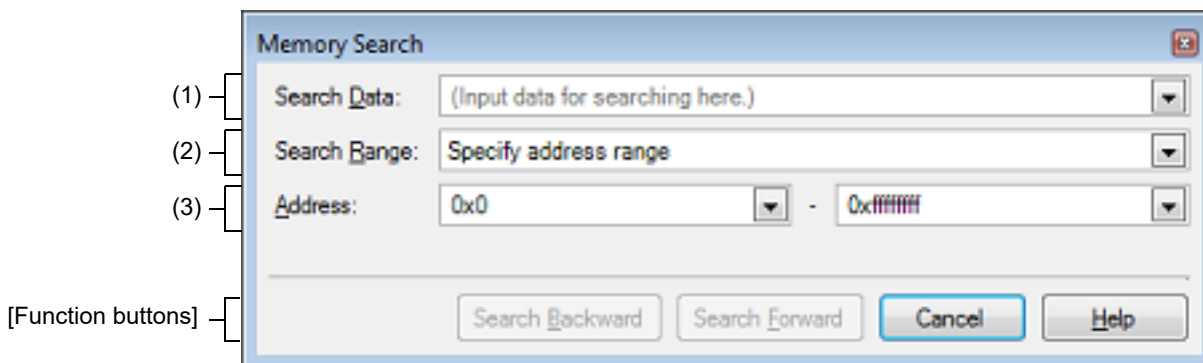 Memory Search
(1) Search Data: (Input data for searching here.)
(2) Search Range: Specify address range
(3) Address: 0x0 - 0xffffffff
[Function buttons] Search Backward Search Forward Cancel Help